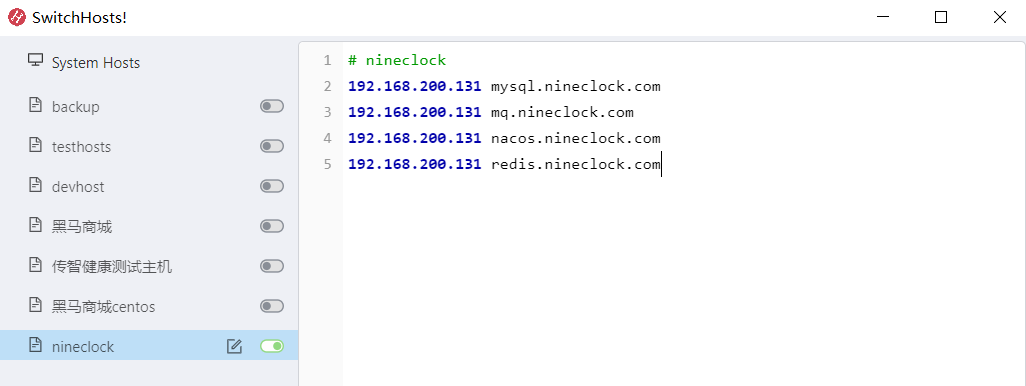 SwitchHosts!
System Hosts
backup
testhosts
devhost
黑马商城
传智健康测试主机
黑马商城centos
nineclock
1 # nineclock
2 192.168.200.131 mysql.nineclock.com
3 192.168.200.131 mq.nineclock.com
4 192.168.200.131 nacos.nineclock.com
5 192.168.200.131 redis.nineclock.com